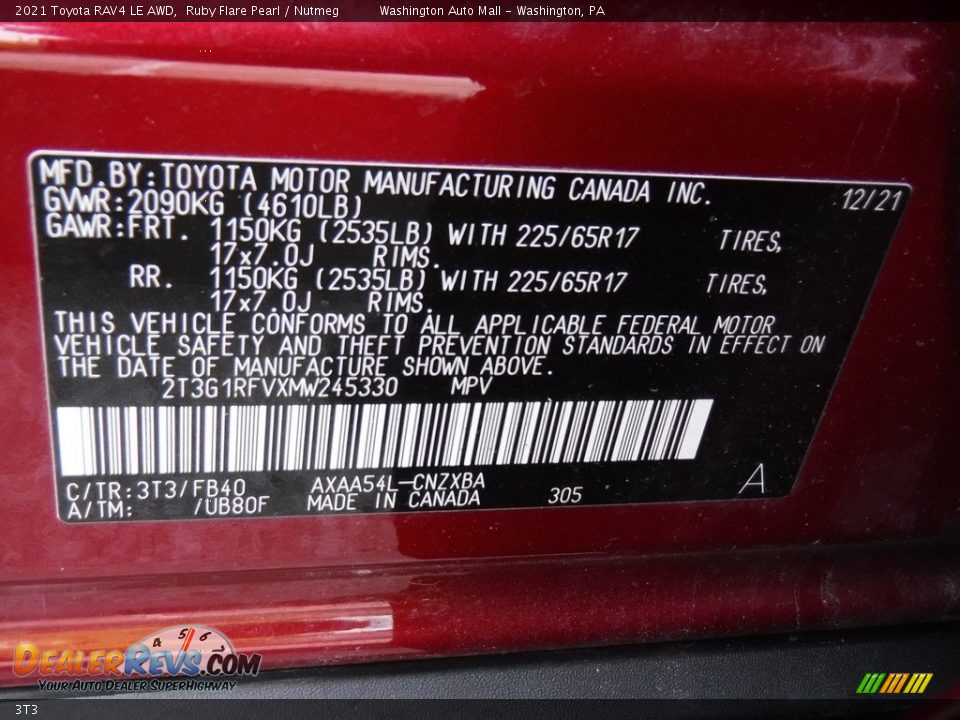 2021 Toyota RAV4 LE AWD, Ruby Flare Pearl / Nutmeg Washington Auto Mall - Washington, PA
MFD.BY:TOYOTA MOTOR MANUFACTURING CANADA INC. 12/21
GVWR:2090KG (4610LB)
GAWR:FRT. 1150KG (2535LB) WITH 225/65R17 TIRES,
17x7.0J RIMS.
RR. 1150KG (2535LB) WITH 225/65R17 TIRES,
17x7.0J RIMS.
THIS VEHICLE CONFORMS TO ALL APPLICABLE FEDERAL MOTOR
VEHICLE SAFETY AND THEFT PREVENTION STANDARDS IN EFFECT ON
THE DATE OF MANUFACTURE SHOWN ABOVE.
2T3G1RFVXMW245330 MPV
C/TR:3T3/FB40 AXAA54L-CNZXBA
A/TM: /UB80F MADE IN CANADA 305 A
4 5 6
DEALERREVS.COM
YOUR AUTO DEALER SUPERHIGHWAY
3T3